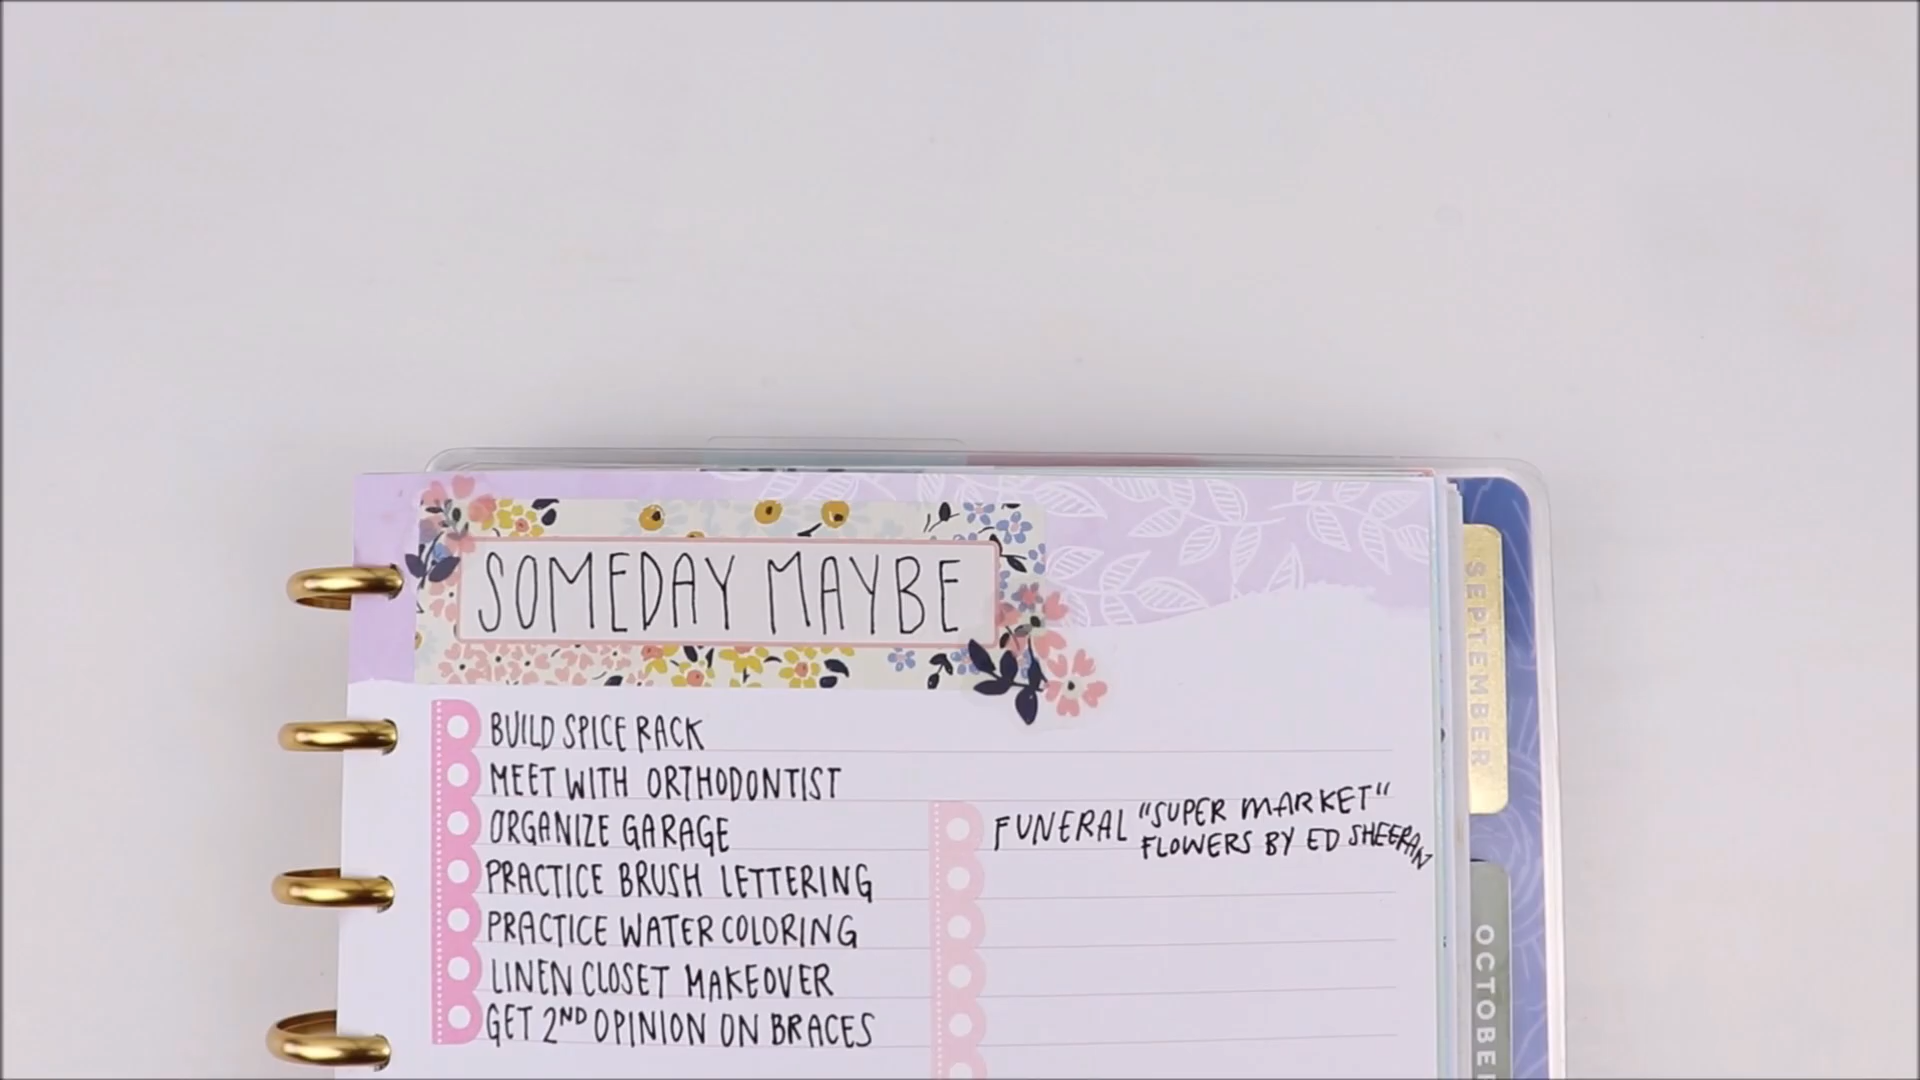 SOMEDAY MAYBE
BUILD SPICE RACK
MEET WITH ORTHODONTIST
ORGANIZE GARAGE
PRACTICE BRUSH LETTERING
PRACTICE WATER COLORING
LINEN CLOSET MAKEOVER
GET 2ND OPINION ON BRACES
FUNERAL "SUPER MARKET"
FLOWERS BY ED SHEERAN
SEPTEMBER
OCTOBER